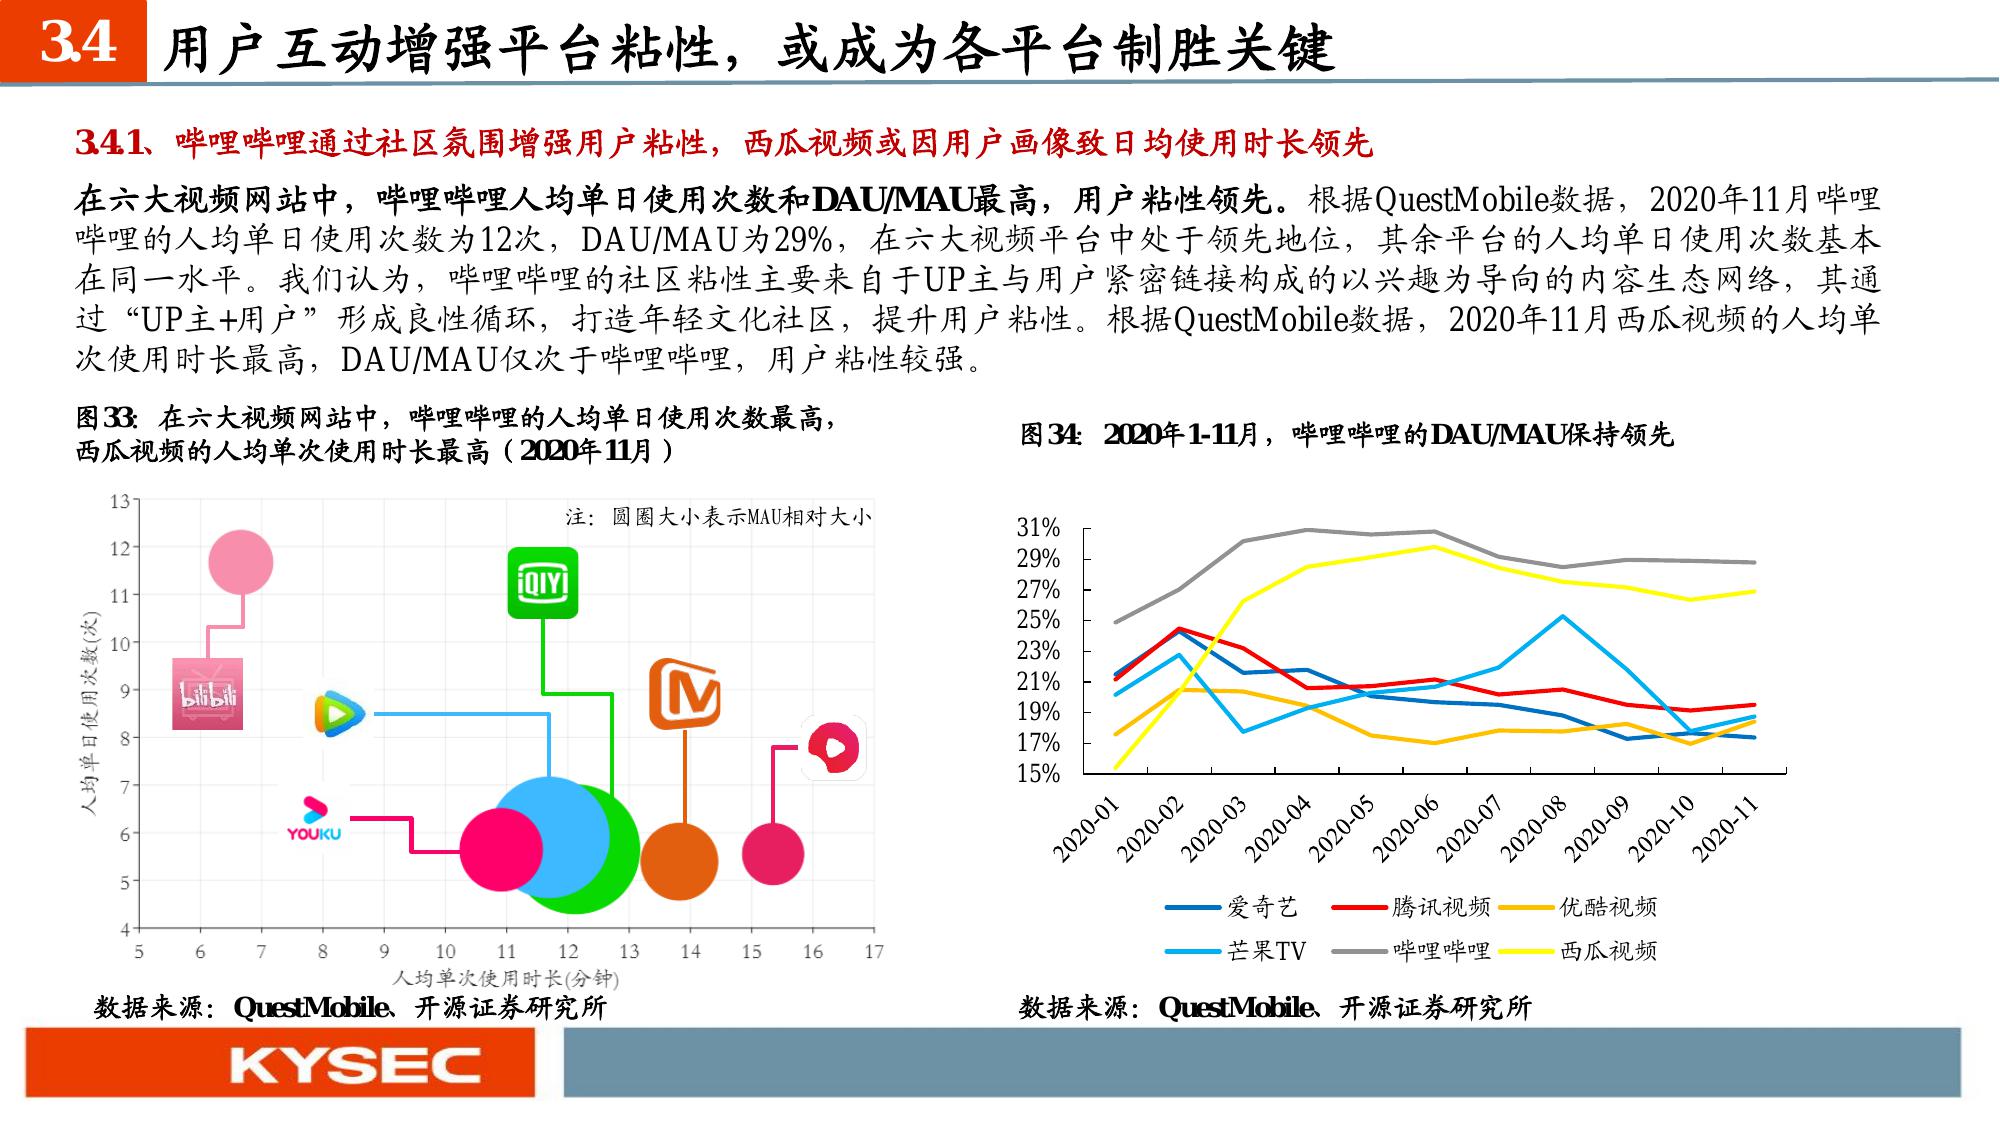 3.4 用户互动增强平台粘性，或成为各平台制胜关键
3.4.1、哔哩哔哩通过社区氛围增强用户粘性，西瓜视频或因用户画像致日均使用时长领先
在六大视频网站中，哔哩哔哩人均单日使用次数和DAU/MAU最高，用户粘性领先。根据QuestMobile数据，2020年11月哔哩
哔哩的人均单日使用次数为12次，DAU/MAU为29%，在六大视频平台中处于领先地位，其余平台的人均单日使用次数基本
在同一水平。我们认为，哔哩哔哩的社区粘性主要来自于UP主与用户紧密链接构成的以兴趣为导向的内容生态网络，其通
过“UP主+用户”形成良性循环，打造年轻文化社区，提升用户粘性。根据QuestMobile数据，2020年11月西瓜视频的人均单
次使用时长最高，DAU/MAU仅次于哔哩哔哩，用户粘性较强。
图33：在六大视频网站中，哔哩哔哩的人均单日使用次数最高，
西瓜视频的人均单次使用时长最高（2020年11月）
注：圆圈大小表示MAU相对大小
人均单日使用次数(次)
13
12
11
10
9
8
7
6
5
4
iQIYI
bilibili
YOUKU
5 6 7 8 9 10 11 12 13 14 15 16 17
人均单次使用时长(分钟)
数据来源：QuestMobile、开源证券研究所
图34：2020年1-11月，哔哩哔哩的DAU/MAU保持领先
31%
29%
27%
25%
23%
21%
19%
17%
15%
2020-01 2020-02 2020-03 2020-04 2020-05 2020-06 2020-07 2020-08 2020-09 2020-10 2020-11
爱奇艺 腾讯视频 优酷视频
芒果TV 哔哩哔哩 西瓜视频
数据来源：QuestMobile、开源证券研究所
KYSEC